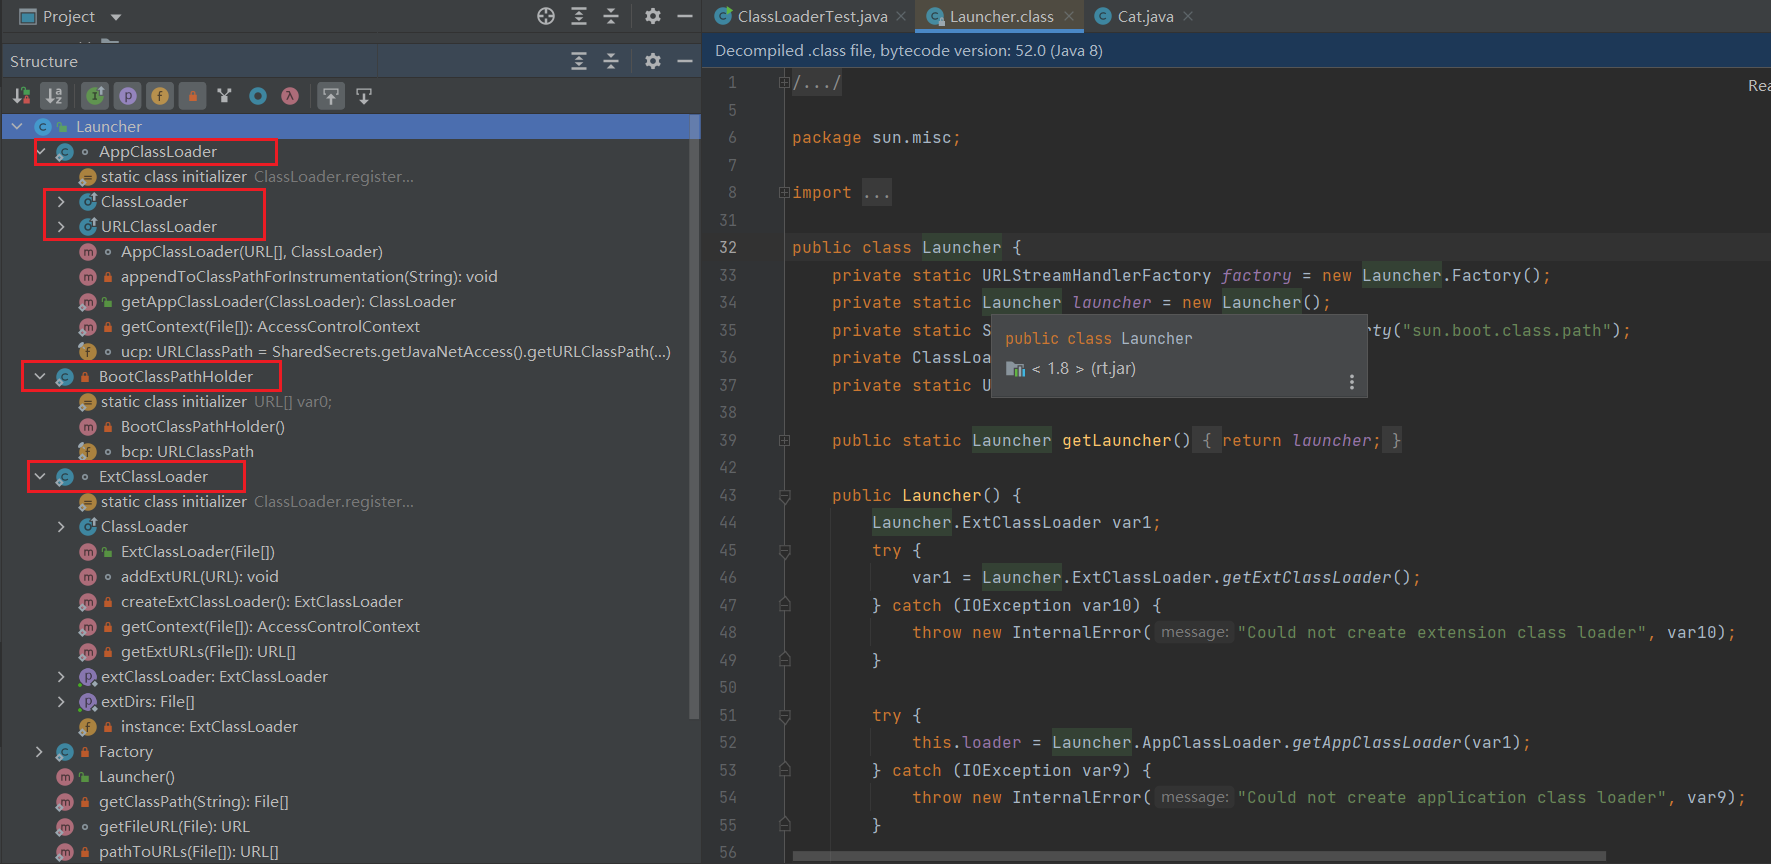 Project
Structure
Launcher
AppClassLoader
static class initializer ClassLoader.register...
ClassLoader
URLClassLoader
AppClassLoader(URL[], ClassLoader)
appendToClassPathForInstrumentation(String): void
getAppClassLoader(ClassLoader): ClassLoader
getContext(File[]): AccessControlContext
ucp: URLClassPath = SharedSecrets.getJavaNetAccess().getURLClassPath(...)
BootClassPathHolder
static class initializer URL[] var0;
BootClassPathHolder()
bcp: URLClassPath
ExtClassLoader
static class initializer ClassLoader.register...
ClassLoader
ExtClassLoader(File[])
addExtURL(URL): void
createExtClassLoader(): ExtClassLoader
getContext(File[]): AccessControlContext
getExtURLs(File[]): URL[]
extClassLoader: ExtClassLoader
extDirs: File[]
instance: ExtClassLoader
Factory
Launcher()
getClassPath(String): File[]
getFileURL(File): URL
pathToURLs(File[]): URL[]
ClassLoaderTest.java Launcher.class Cat.java
Decompiled .class file, bytecode version: 52.0 (Java 8)
Rea
1 /.../
5
6 package sun.misc;
7
8 import ...
31
32 public class Launcher {
33 private static URLStreamHandlerFactory factory = new Launcher.Factory();
34 private static Launcher launcher = new Launcher();
35 private static S rty("sun.boot.class.path");
36 private ClassLoa
37 private static U
public class Launcher
< 1.8 > (rt.jar)
38
39 public static Launcher getLauncher() { return launcher; }
42
43 public Launcher() {
44 Launcher.ExtClassLoader var1;
45 try {
46 var1 = Launcher.ExtClassLoader.getExtClassLoader();
47 } catch (IOException var10) {
48 throw new InternalError( message: "Could not create extension class loader", var10);
49 }
50
51 try {
52 this.loader = Launcher.AppClassLoader.getAppClassLoader(var1);
53 } catch (IOException var9) {
54 throw new InternalError( message: "Could not create application class loader", var9);
55 }
56